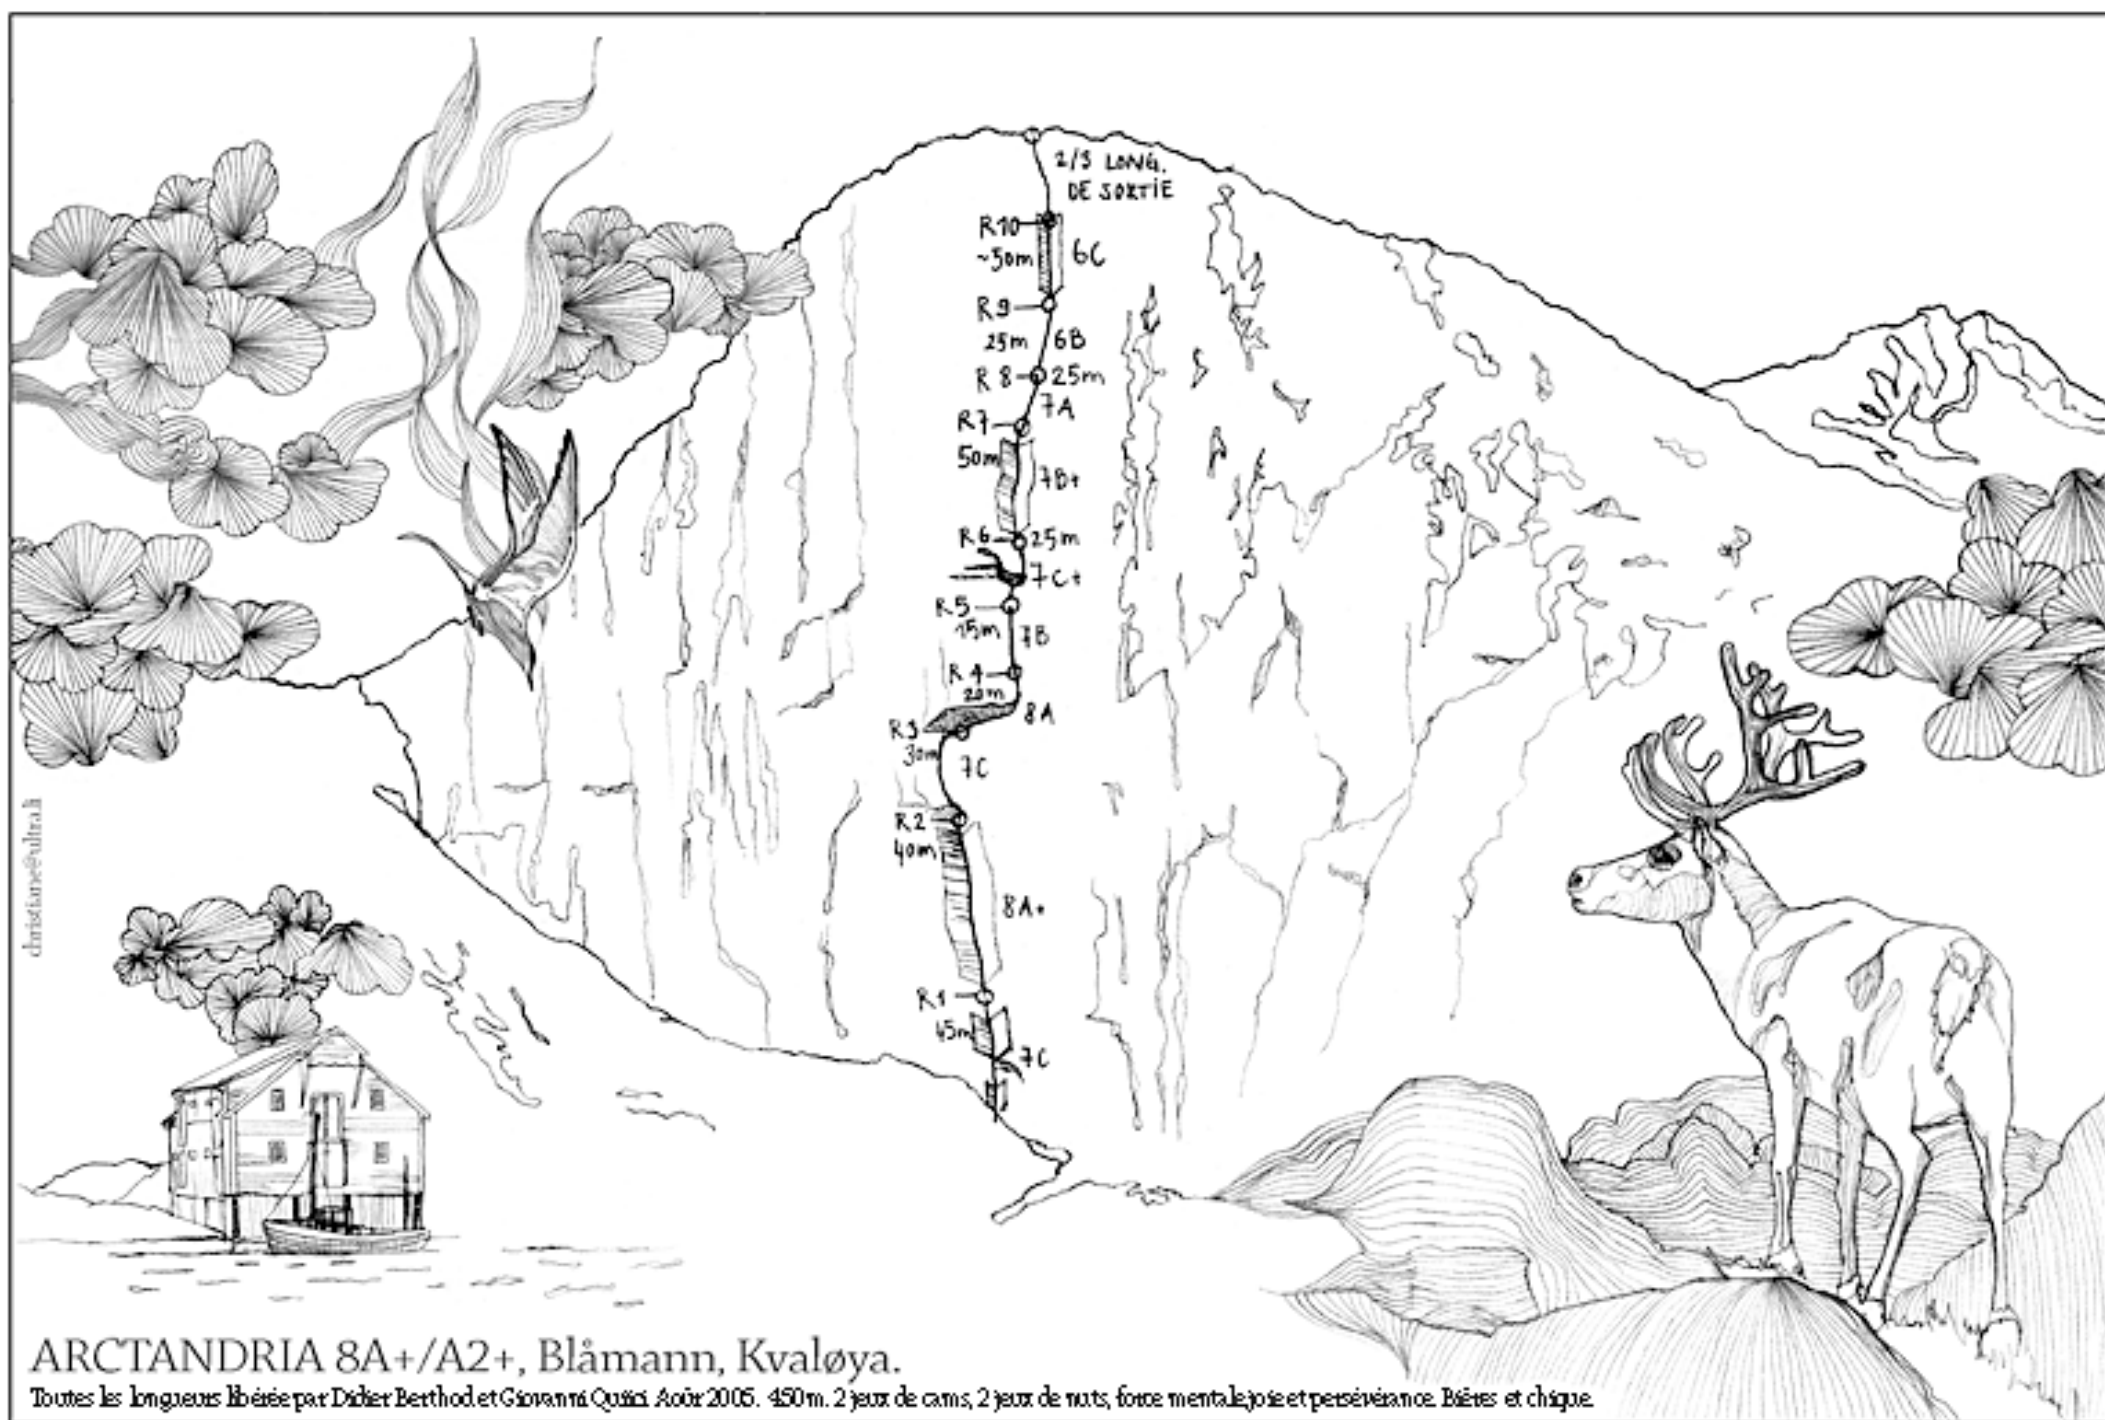 2/3 LONG.
DE SORTIE
R10
~50m
6C
R9
25m
6B
R8
25m
7A
R7
50m
7B+
R6
25m
7C+
R5
15m
7B
R4
20m
8A
R3
30m
7C
R2
40m
8A+
R1
45m
7C
christiane@ultra.li
ARCTANDRIA 8A+/A2+, Blåmann, Kvaløya.
Toutes les longueurs libérée par Didier Berthod et Giovanni Quirici Août 2005. 450m. 2 jeux de cams, 2 jeux de nuts, force mentale, joie et persévérance. Bières et chique.